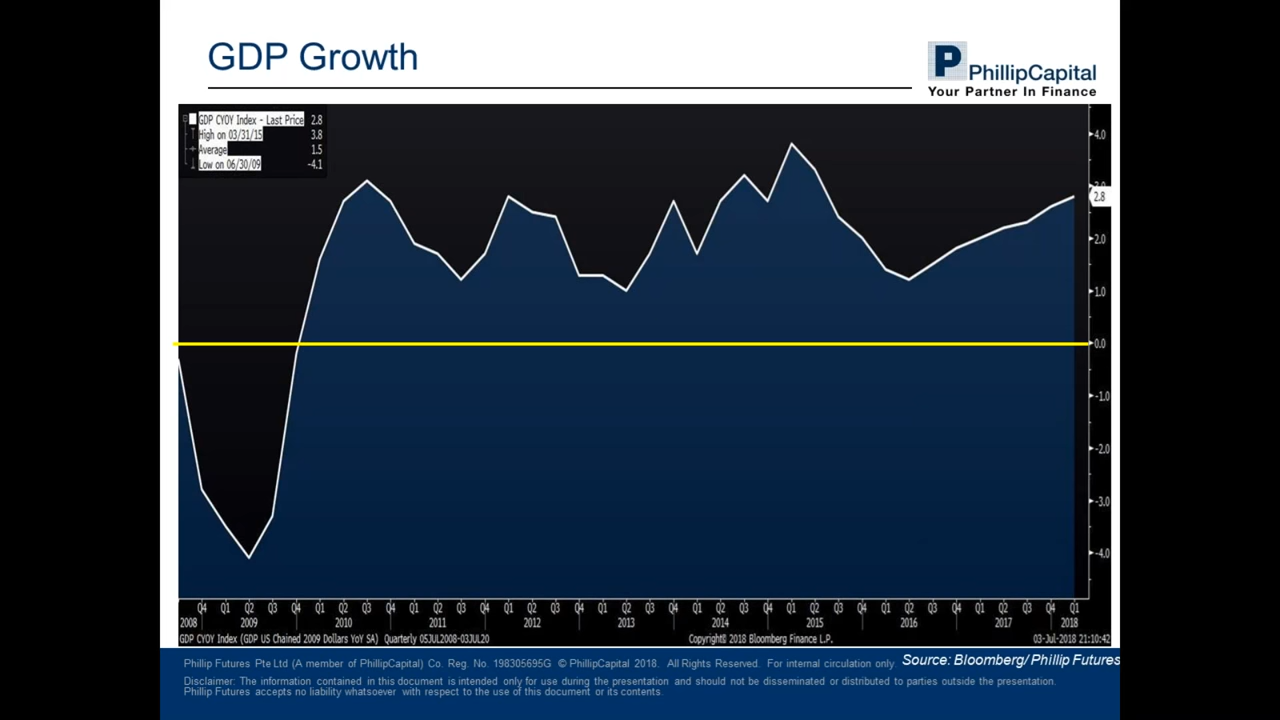 GDP Growth
P PhillipCapital
Your Partner In Finance
GDP CYOY Index - Last Price 2.8
High on 03/31/15 3.8
Average 1.5
Low on 06/30/09 -4.1
4.0
3.0
2.8
2.0
1.0
0.0
-1.0
-2.0
-3.0
-4.0
Q4 Q1 Q2 Q3 Q4 Q1 Q2 Q3 Q4 Q1 Q2 Q3 Q4 Q1 Q2 Q3 Q4 Q1 Q2 Q3 Q4 Q1 Q2 Q3 Q4 Q1 Q2 Q3 Q4 Q1 Q2 Q3 Q4 Q1 Q2 Q3 Q4 Q1
2008 2009 2010 2011 2012 2013 2014 2015 2016 2017 2018
GDP CYOY Index (GDP US Chained 2009 Dollars YoY SA) Quarterly 05JUL2008-03JUL20 Copyright© 2018 Bloomberg Finance L.P. 03-Jul-2018 21:10:42
Phillip Futures Pte Ltd (A member of PhillipCapital) Co. Reg. No. 198305695G © PhillipCapital 2018. All Rights Reserved. For internal circulation only. Source: Bloomberg/ Phillip Futures
Disclaimer: The information contained in this document is intended only for use during the presentation and should not be disseminated or distributed to parties outside the presentation.
Phillip Futures accepts no liability whatsoever with respect to the use of this document or its contents.